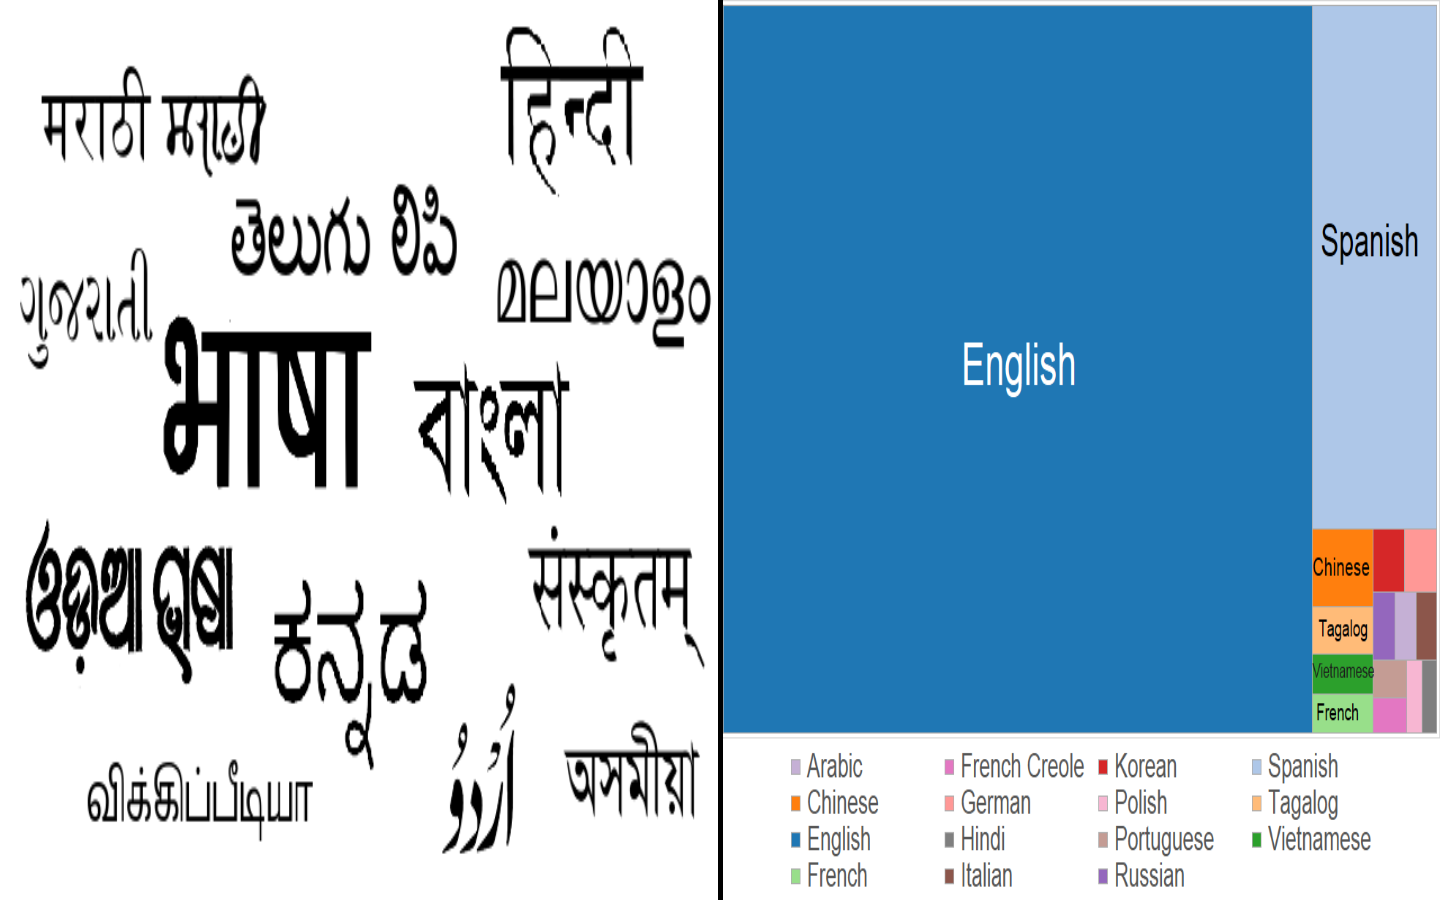 मराठी मराठी
हिन्दी
తెలుగు లిపి
ગુજરાતી
മലയാളം
भाषा
বাংলা
ଓଡ଼ିଆ ଭାଷା
ಕನ್ನಡ
संस्कृतम्
விக்கிப்பீடியா
اُردُو
অসমীয়া
English
Spanish
Chinese
Tagalog
Vietnamese
French
Arabic French Creole Korean Spanish
Chinese German Polish Tagalog
English Hindi Portuguese Vietnamese
French Italian Russian